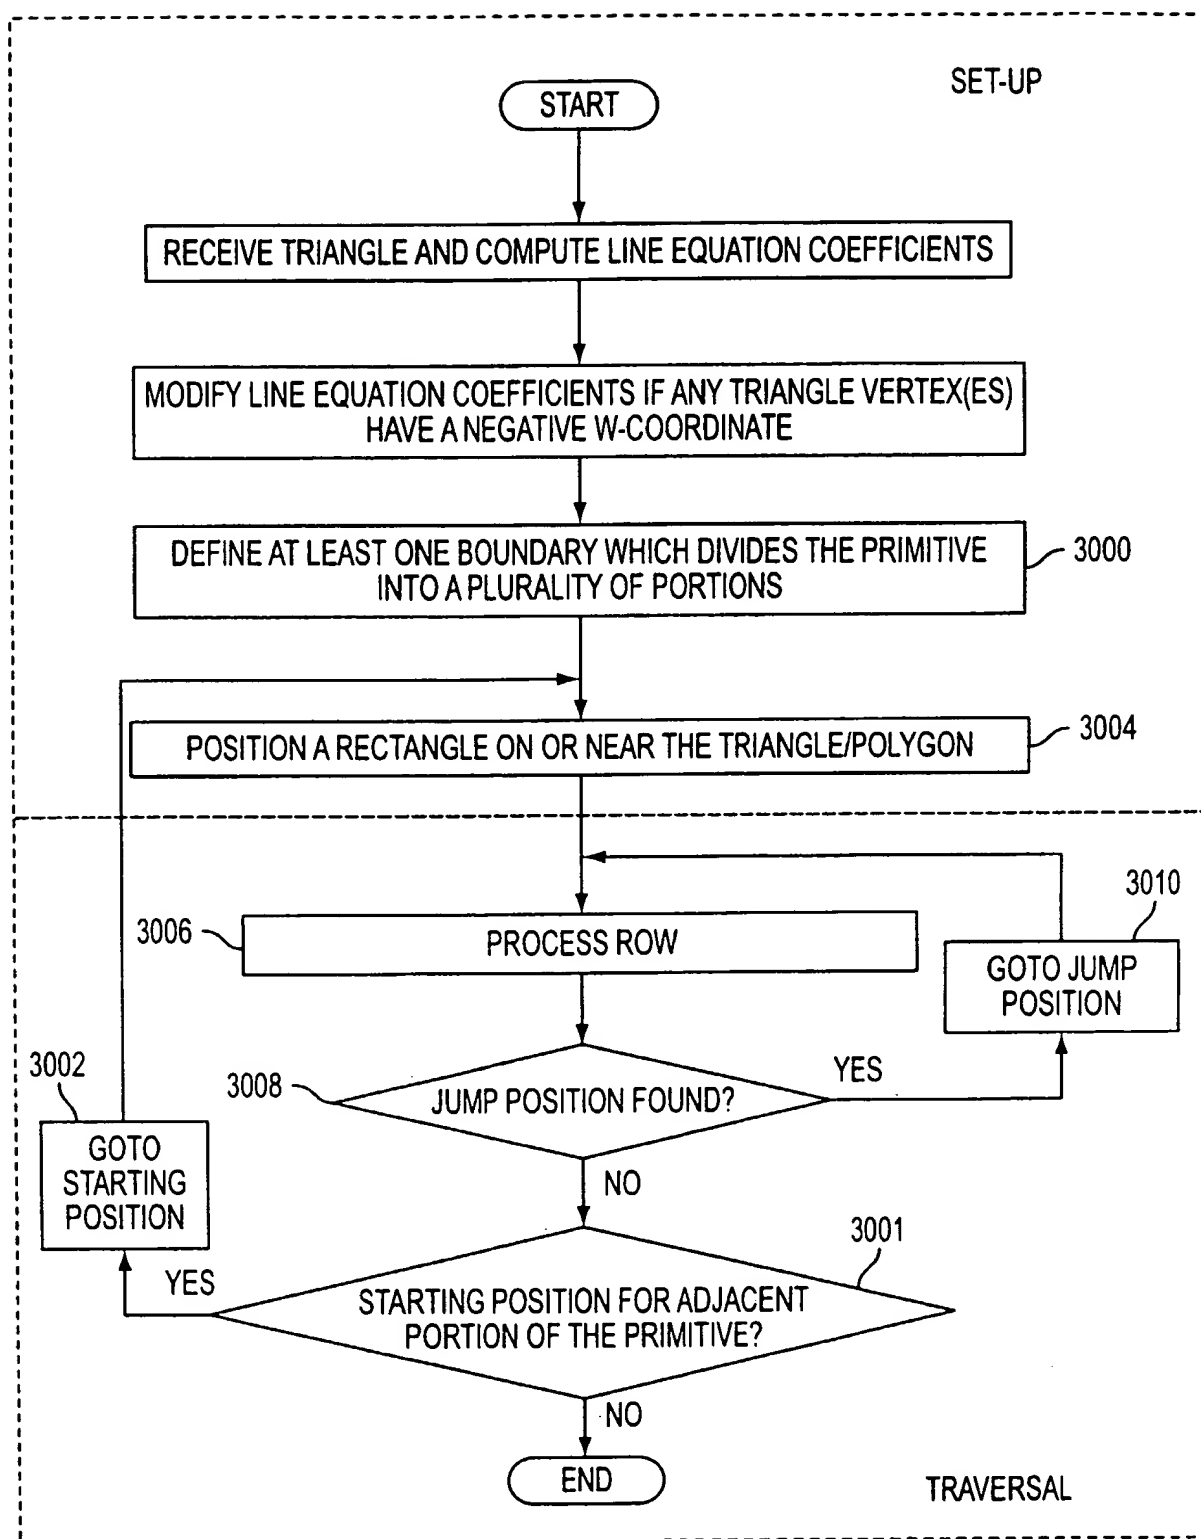 SET-UP
START
RECEIVE TRIANGLE AND COMPUTE LINE EQUATION COEFFICIENTS
MODIFY LINE EQUATION COEFFICIENTS IF ANY TRIANGLE VERTEX(ES)
HAVE A NEGATIVE W-COORDINATE
DEFINE AT LEAST ONE BOUNDARY WHICH DIVIDES THE PRIMITIVE
INTO A PLURALITY OF PORTIONS
3000
POSITION A RECTANGLE ON OR NEAR THE TRIANGLE/POLYGON
3004
3006
PROCESS ROW
3010
GOTO JUMP
POSITION
3008
JUMP POSITION FOUND?
YES
NO
3002
GOTO
STARTING
POSITION
YES
3001
STARTING POSITION FOR ADJACENT
PORTION OF THE PRIMITIVE?
NO
END
TRAVERSAL